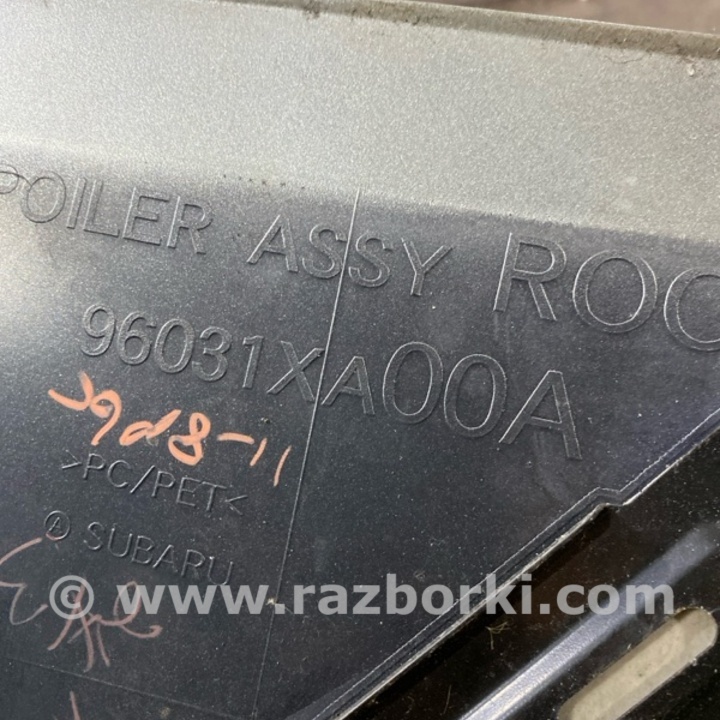 POILER ASSY ROO
96031XA00A
>PC/PET<
A SUBARU
© www.razborki.com